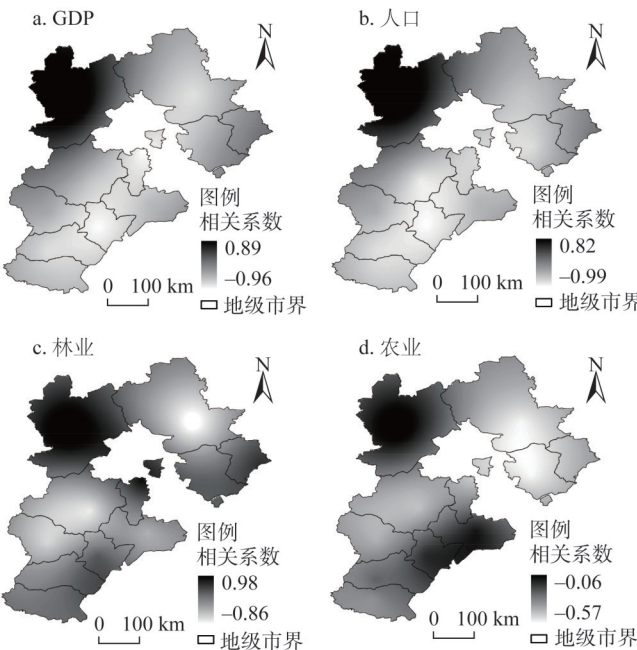 a. GDP
N
图例
相关系数
0.89
−0.96
0 100 km
地级市界
b. 人口
N
图例
相关系数
0.82
−0.99
0 100 km
地级市界
c. 林业
N
图例
相关系数
0.98
−0.86
0 100 km
地级市界
d. 农业
N
图例
相关系数
−0.06
−0.57
0 100 km
地级市界